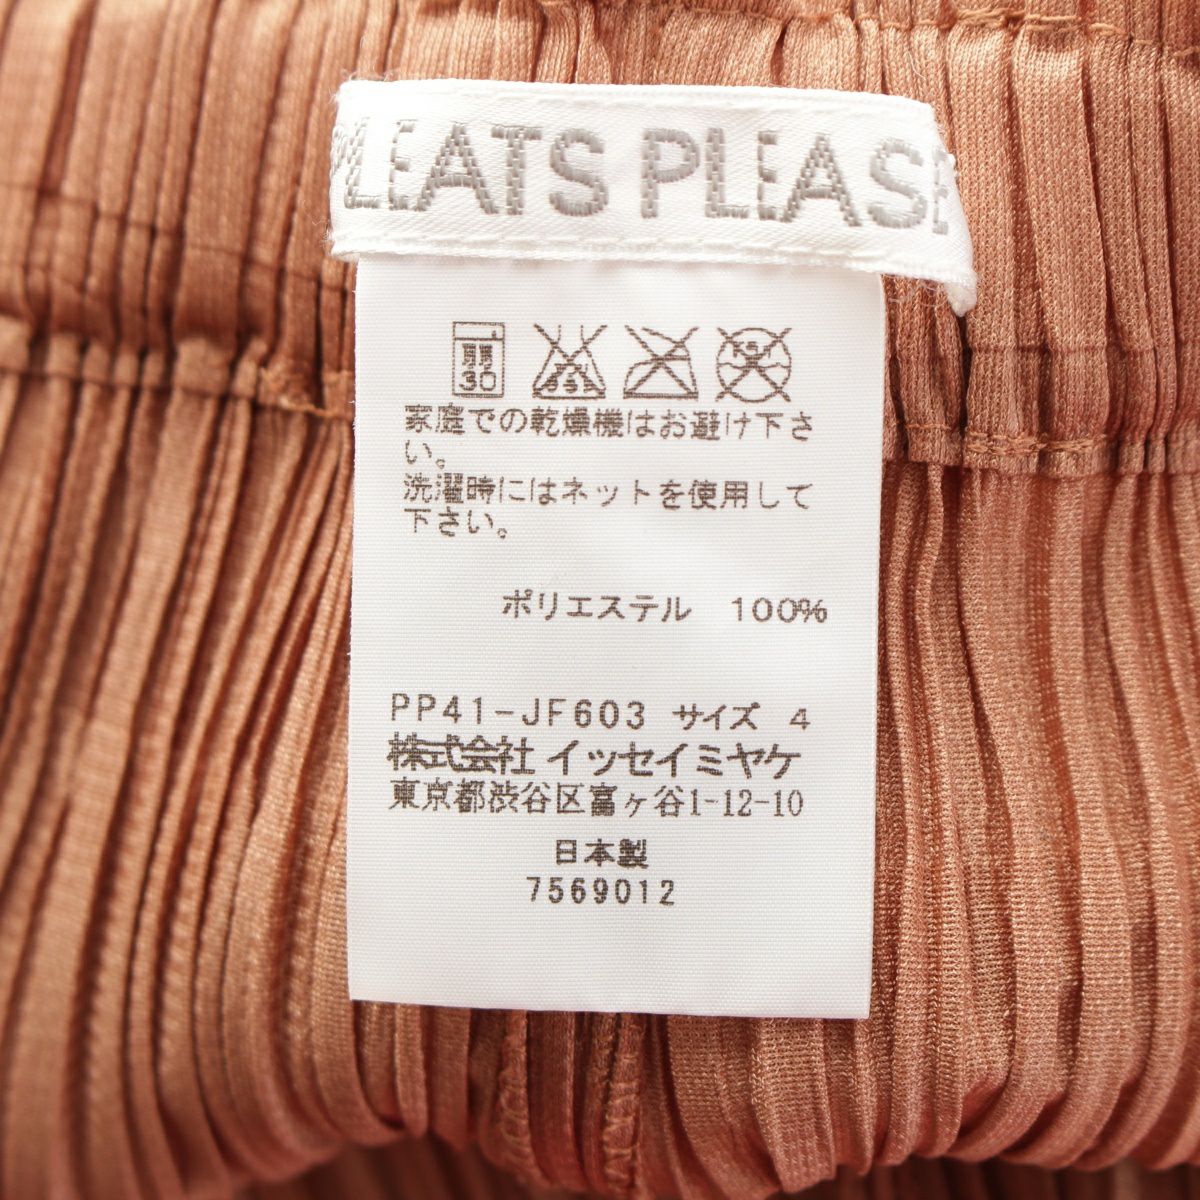 PLEATS PLEASE
弱
30
家庭での乾燥機はお避け下さ
い。
洗濯時にはネットを使用して
下さい。
ポリエステル 100%
PP41-JF603 サイズ 4
株式会社 イッセイミヤケ
東京都渋谷区富ヶ谷1-12-10
日本製
7569012